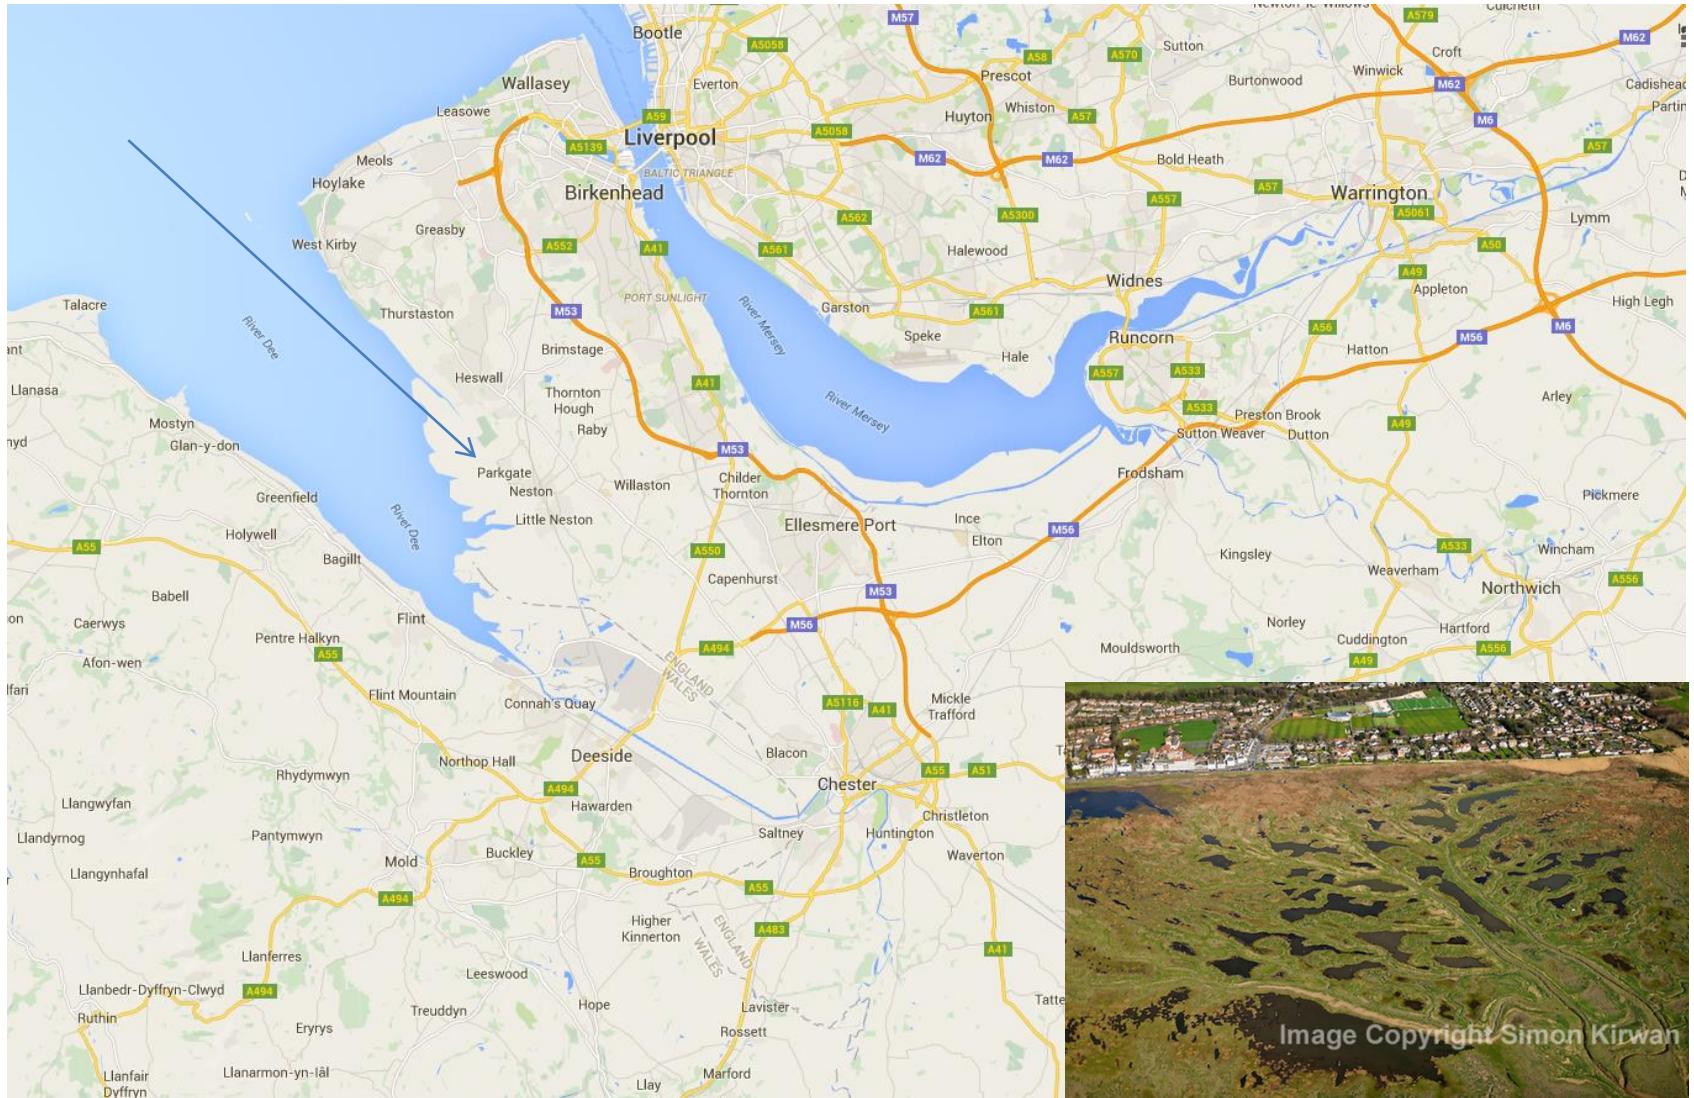 Newton-le-Willows
Culcheth
M57
A579
Bootle
A5058
M62
Sutton
Croft
A58
A570
Wallasey
Everton
Prescot
Winwick
Burtonwood
M62
Cadishead
Leasowe
Whiston
Huyton
A59
A57
M6
Liverpool
A5058
A5139
M62
M62
Bold Heath
A57
Meols
BALTIC TRIANGLE
Hoylake
Birkenhead
A57
Warrington
A557
A562
A5300
A5061
Lymm
Greasby
West Kirby
A552
A41
A561
Halewood
A50
A49
Widnes
Appleton
Talacre
PORT SUNLIGHT
River Mersey
Garston
A561
High Legh
Thurstaston
M53
River Dee
A56
M6
Speke
Runcorn
M56
Brimstage
Hale
Hatton
Llanasa
Heswall
A41
A557
A533
Thornton
Hough
River Mersey
Arley
Mostyn
Raby
A533
Preston Brook
A49
Glan-y-don
Sutton Weaver
Dutton
M53
Parkgate
Neston
Willaston
Childer
Thornton
Frodsham
Greenfield
River Dee
Little Neston
Ellesmere Port
Ince
Pickmere
Holywell
M56
Elton
A55
A550
A533
Wincham
Bagillt
Kingsley
Capenhurst
Weaverham
A556
Babell
M53
Northwich
Caerwys
Flint
M56
Norley
Hartford
Pentre Halkyn
Cuddington
A55
A494
Mouldsworth
A556
Afon-wen
ENGLAND
WALES
A49
Flint Mountain
Connah's Quay
A5116
A41
Mickle
Trafford
Deeside
Blacon
Northop Hall
Rhydymwyn
Chester
A55
A51
A494
Llangwyfan
Hawarden
Christleton
Llandyrnog
Pantymwyn
Saltney
Huntington
Buckley
Mold
A55
Waverton
Llangynhafal
Broughton
A55
A494
Higher
Kinnerton
ENGLAND
WALES
A483
A41
Llanferres
Leeswood
Llanbedr-Dyffryn-Clwyd
A494
Hope
Lavister
Ruthin
Treuddyn
Eryrys
Rossett
Image Copyright Simon Kirwan
Llanfair
Dyffryn
Llanarmon-yn-Iâl
Llay
Marford